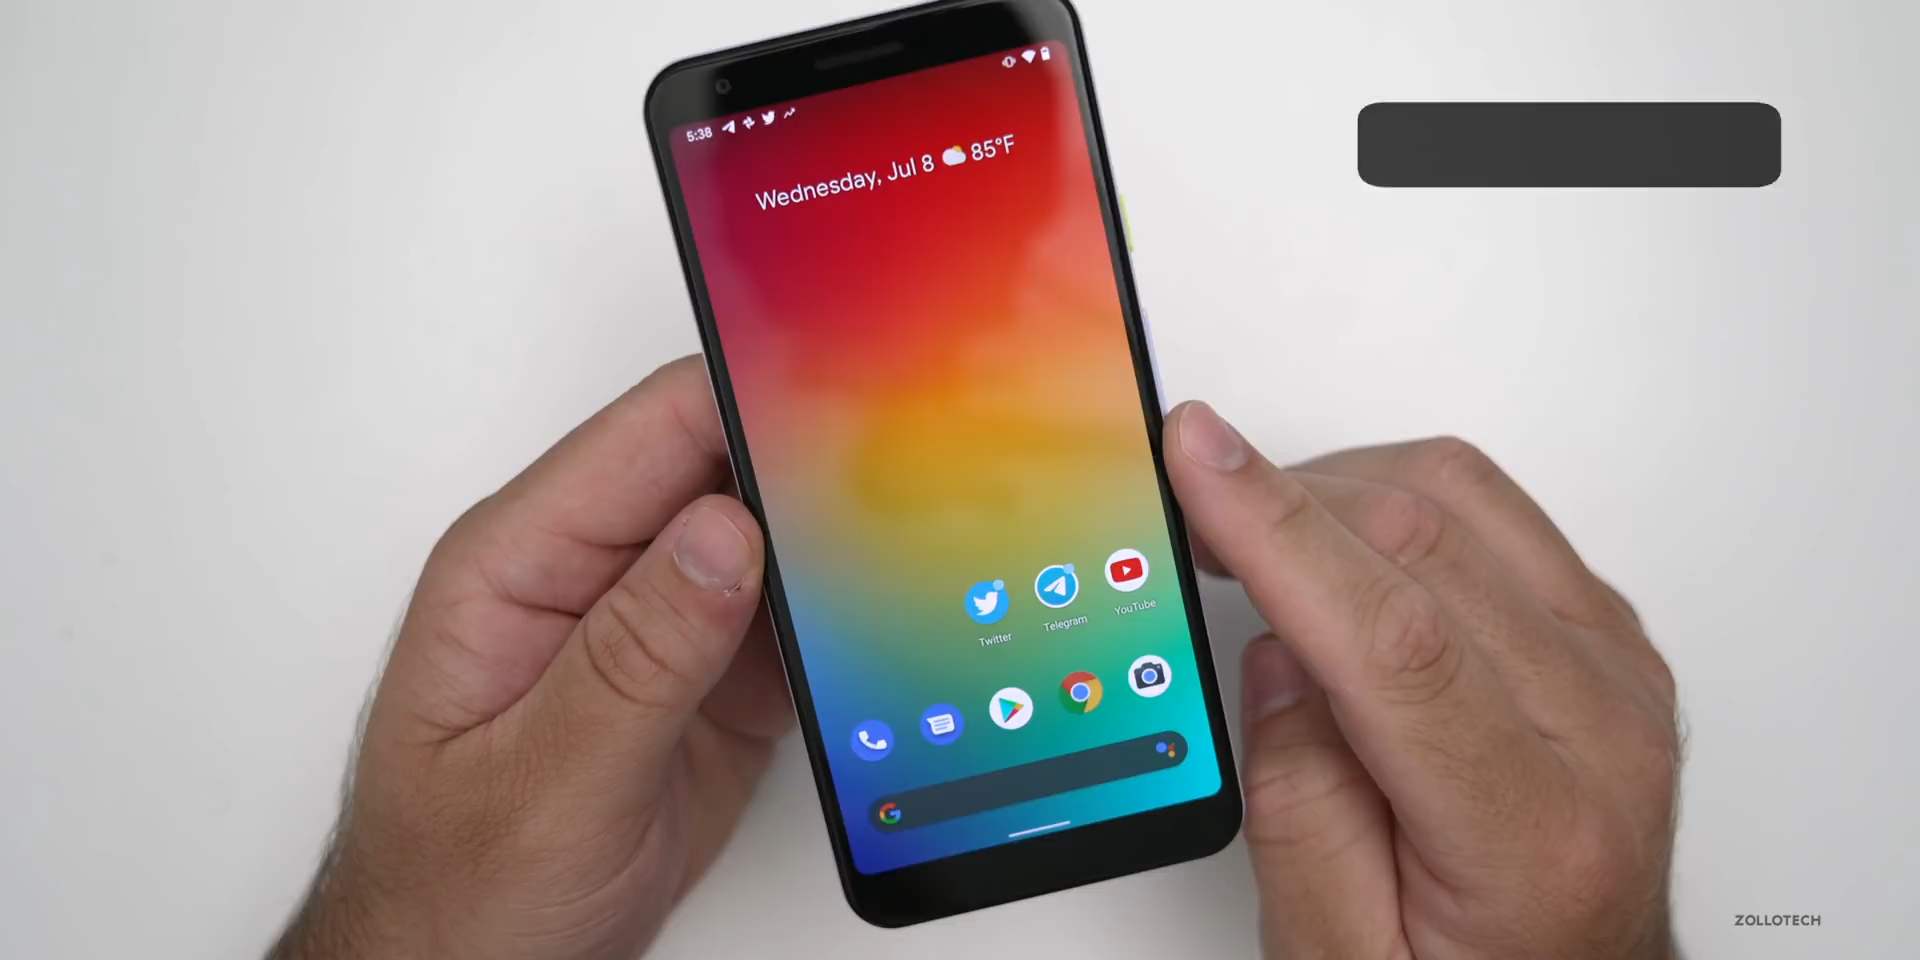 5:38
Wednesday, Jul 8 85°F
Twitter
Telegram
YouTube
G
ZOLLOTECH